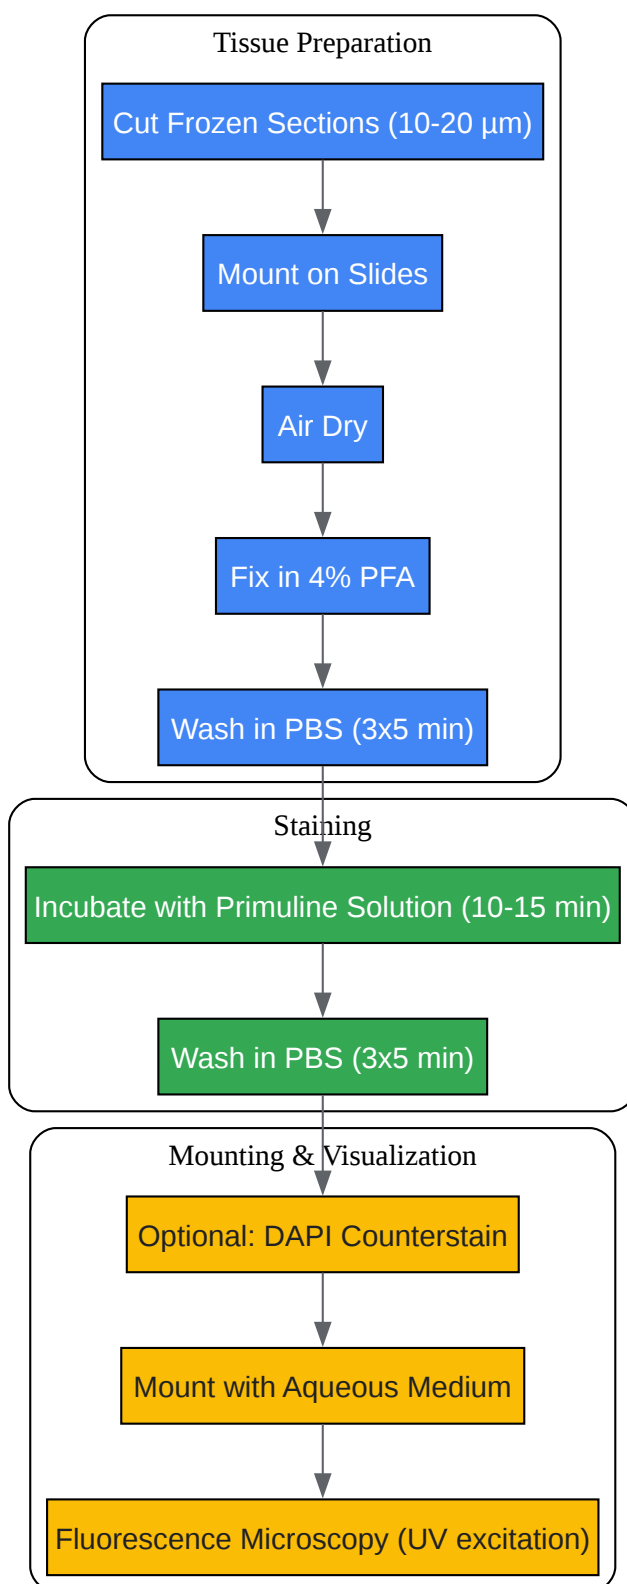 Tissue Preparation
Cut Frozen Sections (10-20 µm)
Mount on Slides
Air Dry
Fix in 4% PFA
Wash in PBS (3x5 min)
Staining
Incubate with Primuline Solution (10-15 min)
Wash in PBS (3x5 min)
Mounting & Visualization
Optional: DAPI Counterstain
Mount with Aqueous Medium
Fluorescence Microscopy (UV excitation)